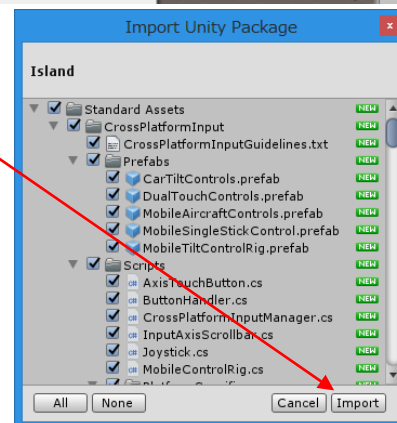 Import Unity Package
x
Island
Standard Assets NEW
CrossPlatformInput NEW
CrossPlatformInputGuidelines.txt NEW
Prefabs NEW
CarTiltControls.prefab NEW
DualTouchControls.prefab NEW
MobileAircraftControls.prefab NEW
MobileSingleStickControl.prefab NEW
MobileTiltControlRig.prefab NEW
Scripts NEW
C# AxisTouchButton.cs NEW
C# ButtonHandler.cs NEW
C# CrossPlatformInputManager.cs NEW
C# InputAxisScrollbar.cs NEW
C# Joystick.cs NEW
C# MobileControlRig.cs NEW
All None Cancel Import